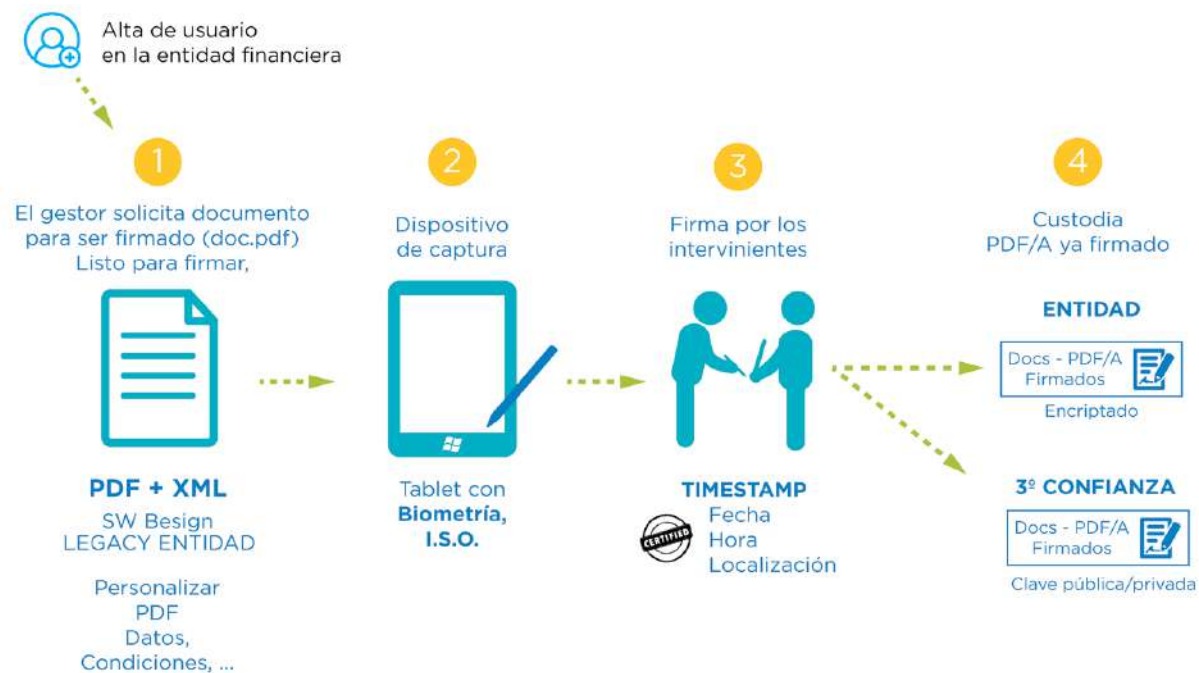 Alta de usuario
en la entidad financiera
1
El gestor solicita documento
para ser firmado (doc.pdf)
Listo para firmar,
PDF + XML
SW Besign
LEGACY ENTIDAD
Personalizar
PDF
Datos,
Condiciones, ...
2
Dispositivo
de captura
Tablet con
Biometría,
I.S.O.
3
Firma por los
intervinientes
TIMESTAMP
CERTIFIED
Fecha
Hora
Localización
4
Custodia
PDF/A ya firmado
ENTIDAD
Docs - PDF/A
Firmados
Encriptado
3º CONFIANZA
Docs - PDF/A
Firmados
Clave pública/privada